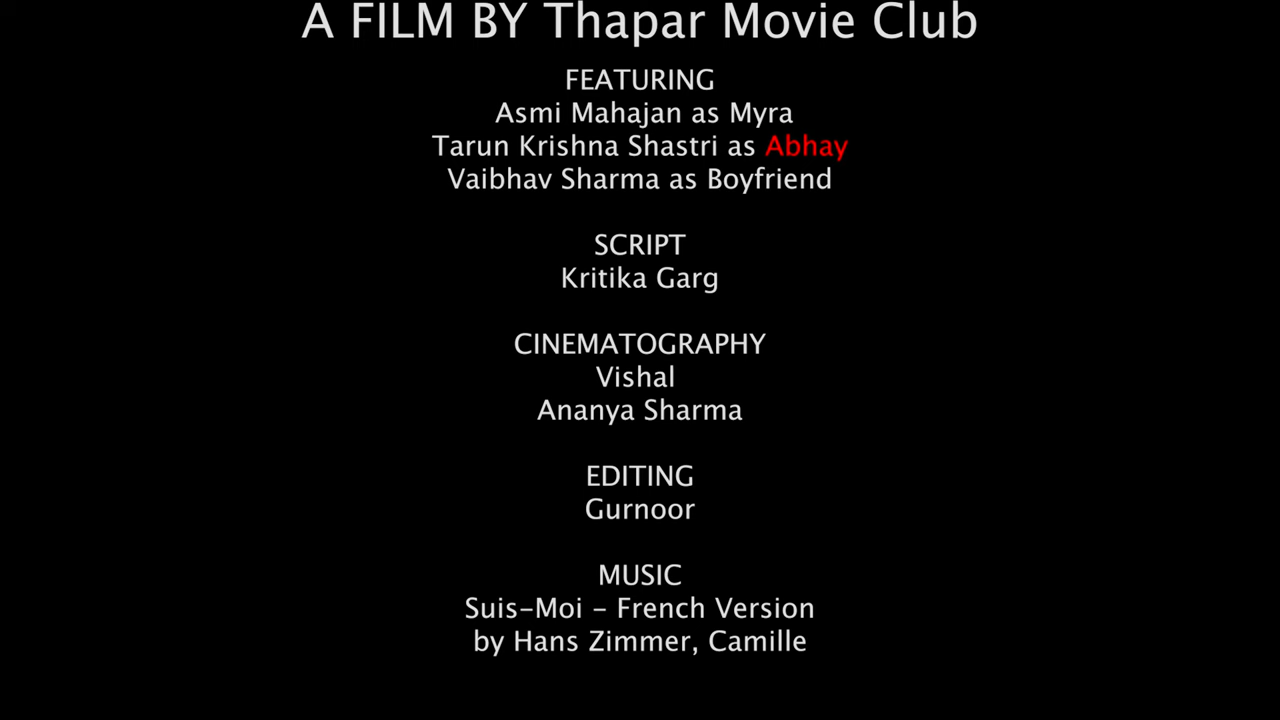 A FILM BY Thapar Movie Club
FEATURING
Asmi Mahajan as Myra
Tarun Krishna Shastri as Abhay
Vaibhav Sharma as Boyfriend
SCRIPT
Kritika Garg
CINEMATOGRAPHY
Vishal
Ananya Sharma
EDITING
Gurnoor
MUSIC
Suis-Moi - French Version
by Hans Zimmer, Camille